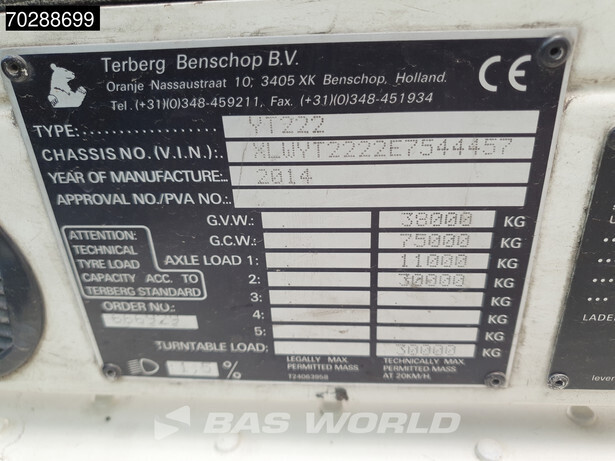 70288699
Terberg Benschop B.V.
Oranje Nassaustraat 10; 3405 XK Benschop, Holland.
Tel. (+31)(0)348-459211, Fax. (+31)(0)348-451934
CE
TYPE: YT222
CHASSIS NO. (V.I.N.): XLWYT2222E7544457
YEAR OF MANUFACTURE: 2014
APPROVAL NO./PVA NO.:
G.V.W.: 38000 KG
G.C.W.: 75000 KG
ATTENTION: TECHNICAL TYRE LOAD CAPACITY ACC. TO TERBERG STANDARD
AXLE LOAD 1: 11000 KG
2: 30000 KG
3: KG
ORDER NO.: 4: KG
5: KG
TURNTABLE LOAD: 30000 KG
%
LEGALLY MAX. PERMITTED MASS
TECHNICALLY MAX. PERMITTED MASS AT 20KM/H.
T24063958
LADE
lever
BAS WORLD